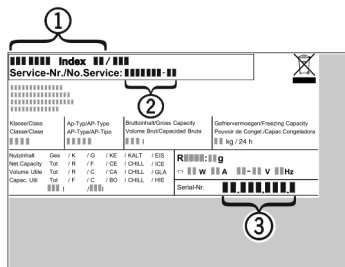 1
Index /
Service-Nr./No.Service: -
2
Klasse/Class
Classe/Clase
Ap-Typ/AP-Type
AP-Type/AP-Tipo
Bruttoinhalt/Gross Capacity
Volume Brut/Capacidad Bruta
l
Gefriervermoegen/Freezing Capacity
Pouvoir de Congel./Capac.Congeladora
kg / 24 h
Nutzinhalt Ges / K / G / KE / KALT / EIS
Net.Capacity Tot / R / F / CE / CHILL / ICE
Volume Utile Tot / R / C / CA / CHILL / GLA
Capac. Util Tot / F / C / BO / CHILL / HIE
l /
R : g
W A - V Hz
Serial-Nr. . . .
3